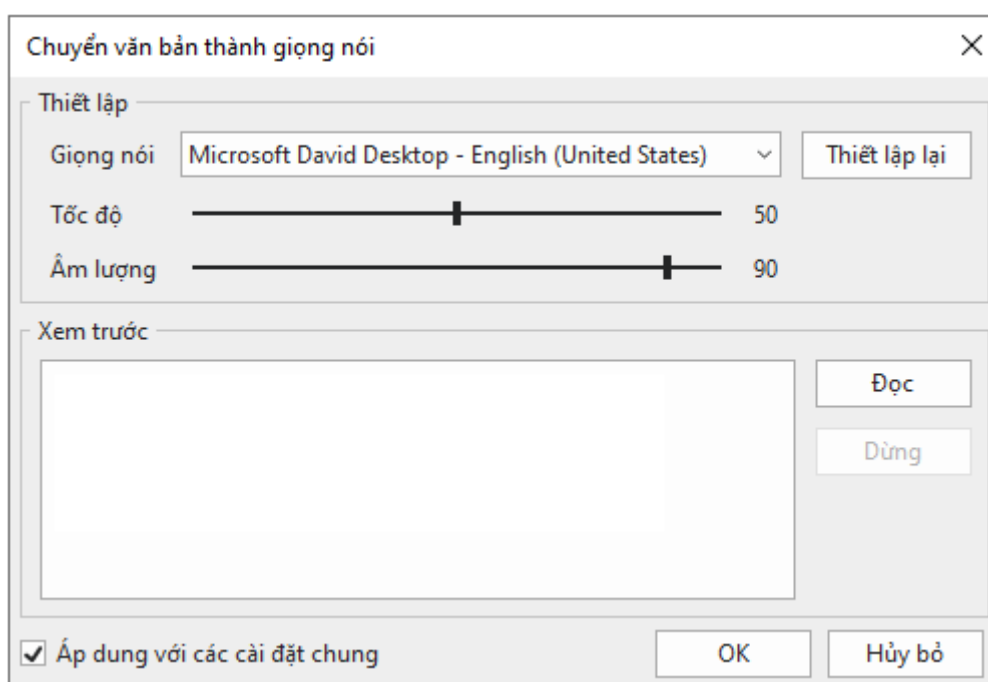 Chuyển văn bản thành giọng nói
Thiết lập
Giọng nói Microsoft David Desktop - English (United States) Thiết lập lại
Tốc độ 50
Âm lượng 90
Xem trước
Đọc
Dừng
Áp dung với các cài đặt chung OK Hủy bỏ